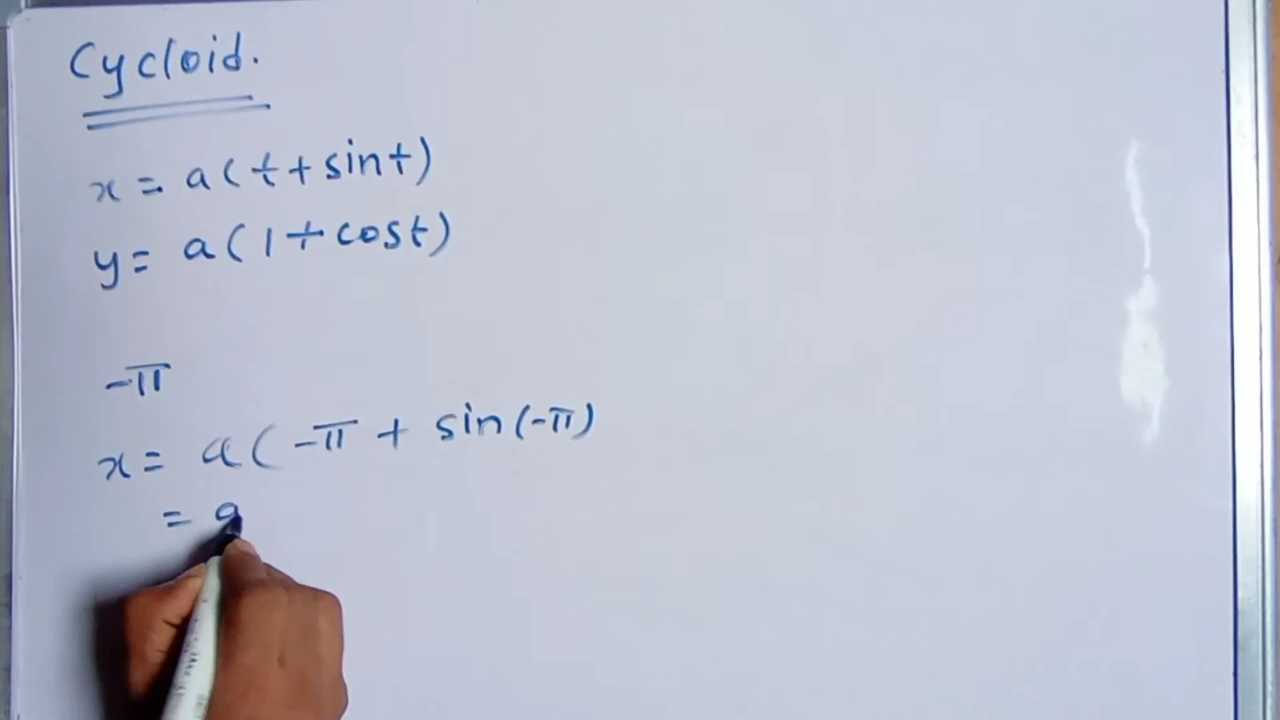 Cycloid.
x = a(t+sint)
y = a(1+cost)
-π
x = a(-π + sin(-π)
= a